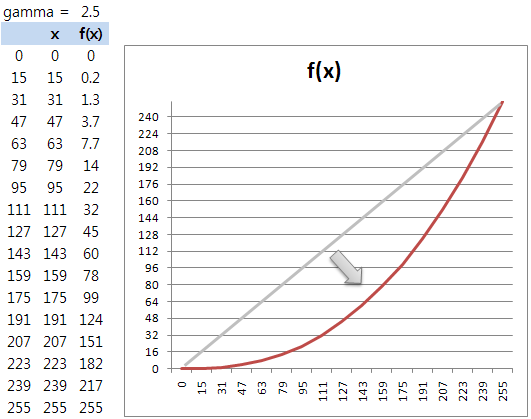 gamma = 2.5
x f(x)
0 0 0
15 15 0.2
31 31 1.3
47 47 3.7
63 63 7.7
79 79 14
95 95 22
111 111 32
127 127 45
143 143 60
159 159 78
175 175 99
191 191 124
207 207 151
223 223 182
239 239 217
255 255 255
f(x)
240
224
208
192
176
160
144
128
112
96
80
64
48
32
16
0
0 15 31 47 63 79 95 111 127 143 159 175 191 207 223 239 255